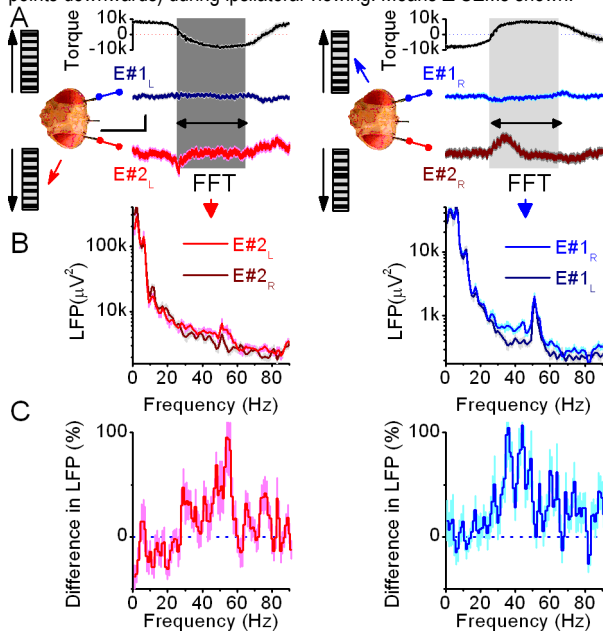 points downwards) during ipsilateral viewing. Means ± SEMs shown.
A
Torque
10k
0
-10k
E#1L
E#2L
FFT
Torque
10k
0
-10k
E#1R
E#2R
FFT
B
LFP(μV²)
100k
10k
E#2L
E#2R
0 20 40 60 80
Frequency (Hz)
LFP(μV²)
10k
1k
E#1R
E#1L
0 20 40 60 80
Frequency (Hz)
C
Difference in LFP (%)
100
0
0 20 40 60 80
Frequency (Hz)
Difference in LFP (%)
100
0
0 20 40 60 80
Frequency (Hz)